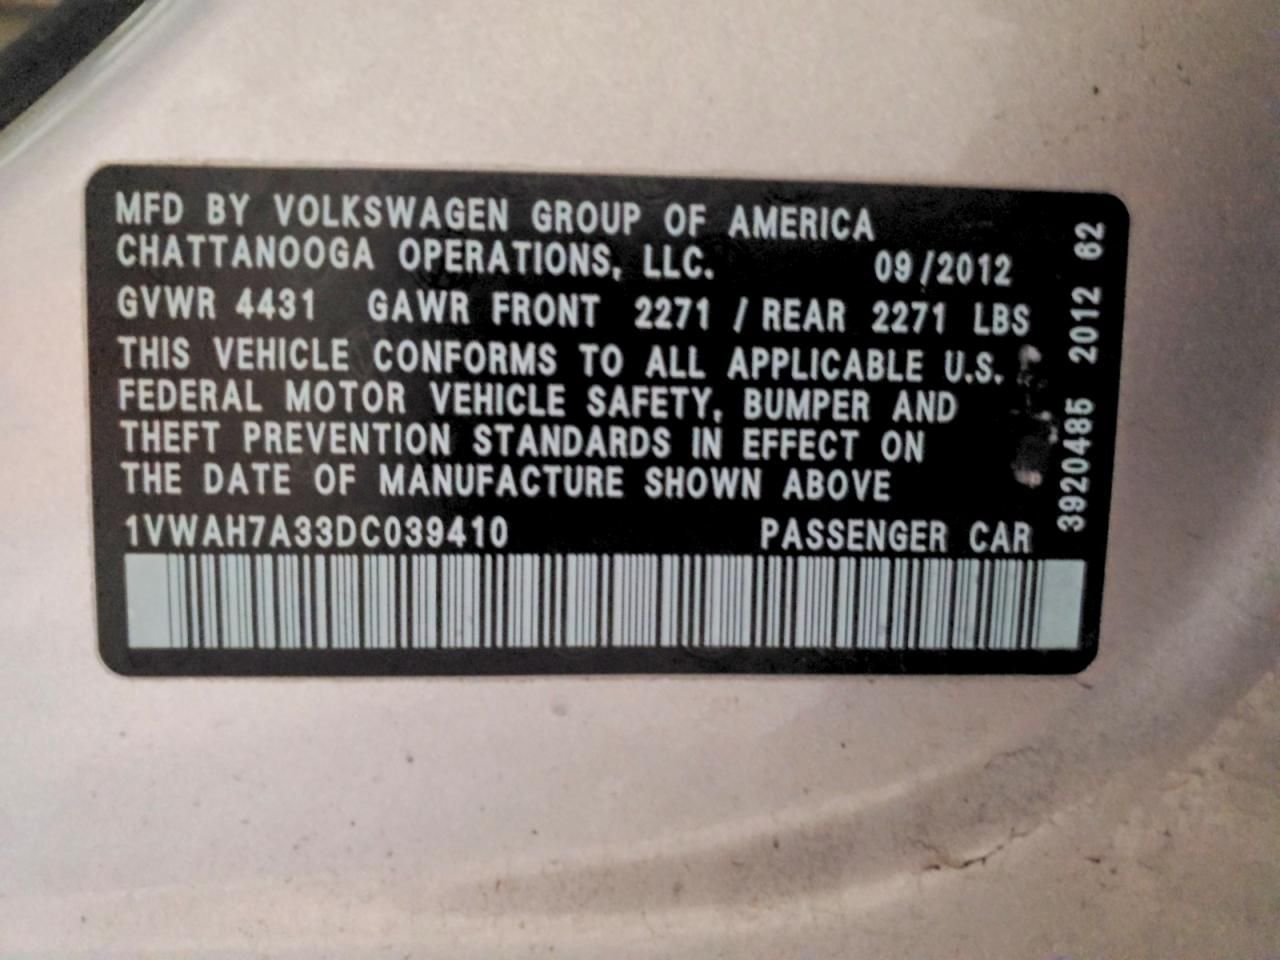 MFD BY VOLKSWAGEN GROUP OF AMERICA
CHATTANOOGA OPERATIONS, LLC. 09/2012
GVWR 4431 GAWR FRONT 2271 / REAR 2271 LBS
THIS VEHICLE CONFORMS TO ALL APPLICABLE U.S.
FEDERAL MOTOR VEHICLE SAFETY, BUMPER AND
THEFT PREVENTION STANDARDS IN EFFECT ON
THE DATE OF MANUFACTURE SHOWN ABOVE
1VWAH7A33DC039410 PASSENGER CAR
3920485 2012 62